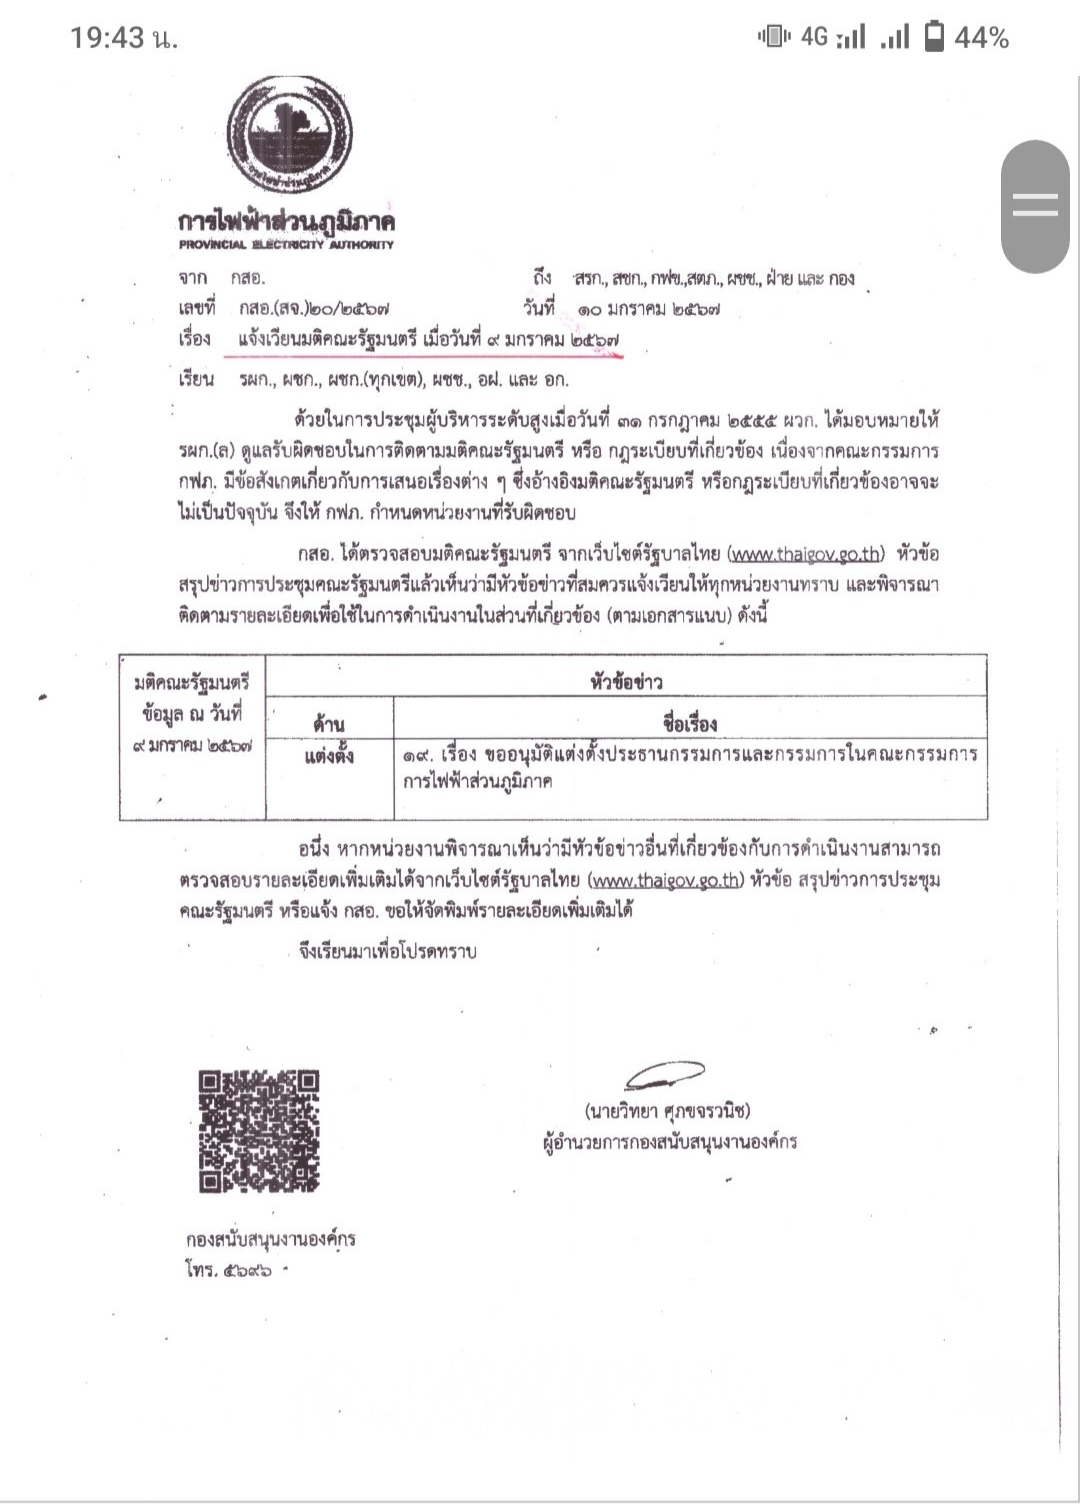 19:43 น.
4G 44%
การไฟฟ้าส่วนภูมิภาค
การไฟฟ้าส่วนภูมิภาค
PROVINCIAL ELECTRICITY AUTHORITY
จาก กสอ. ถึง สรก., สชก., กฟข.,สตภ., ผชช., ฝ่าย และ กอง
เลขที่ กสอ.(สจ.)๒๐/๒๕๖๗ วันที่ ๑๐ มกราคม ๒๕๖๗
เรื่อง แจ้งเวียนมติคณะรัฐมนตรี เมื่อวันที่ ๙ มกราคม ๒๕๖๗
เรียน รผก., ผชก., ผชก.(ทุกเขต), ผชช., อฝ. และ อก.
ด้วยในการประชุมผู้บริหารระดับสูงเมื่อวันที่ ๓๑ กรกฎาคม ๒๕๕๕ ผวก. ได้มอบหมายให้
รผก.(ล) ดูแลรับผิดชอบในการติดตามมติคณะรัฐมนตรี หรือ กฎระเบียบที่เกี่ยวข้อง เนื่องจากคณะกรรมการ
กฟภ. มีข้อสังเกตเกี่ยวกับการเสนอเรื่องต่าง ๆ ซึ่งอ้างอิงมติคณะรัฐมนตรี หรือกฎระเบียบที่เกี่ยวข้องอาจจะ
ไม่เป็นปัจจุบัน จึงให้ กฟภ. กำหนดหน่วยงานที่รับผิดชอบ
กสอ. ได้ตรวจสอบมติคณะรัฐมนตรี จากเว็บไซต์รัฐบาลไทย (www.thaigov.go.th) หัวข้อ
สรุปข่าวการประชุมคณะรัฐมนตรีแล้วเห็นว่ามีหัวข้อข่าวที่สมควรแจ้งเวียนให้ทุกหน่วยงานทราบ และพิจารณา
ติดตามรายละเอียดเพื่อใช้ในการดำเนินงานในส่วนที่เกี่ยวข้อง (ตามเอกสารแนบ) ดังนี้
มติคณะรัฐมนตรี
ข้อมูล ณ วันที่
๙ มกราคม ๒๕๖๗
หัวข้อข่าว
ด้าน ชื่อเรื่อง
แต่งตั้ง ๑๙. เรื่อง ขออนุมัติแต่งตั้งประธานกรรมการและกรรมการในคณะกรรมการ
การไฟฟ้าส่วนภูมิภาค
อนึ่ง หากหน่วยงานพิจารณาเห็นว่ามีหัวข้อข่าวอื่นที่เกี่ยวข้องกับการดำเนินงานสามารถ
ตรวจสอบรายละเอียดเพิ่มเติมได้จากเว็บไซต์รัฐบาลไทย (www.thaigov.go.th) หัวข้อ สรุปข่าวการประชุม
คณะรัฐมนตรี หรือแจ้ง กสอ. ขอให้จัดพิมพ์รายละเอียดเพิ่มเติมได้
จึงเรียนมาเพื่อโปรดทราบ
(นายวิทยา ศุภขจรวนิช)
ผู้อำนวยการกองสนับสนุนงานองค์กร
กองสนับสนุนงานองค์กร
โทร. ๕๖๙๖